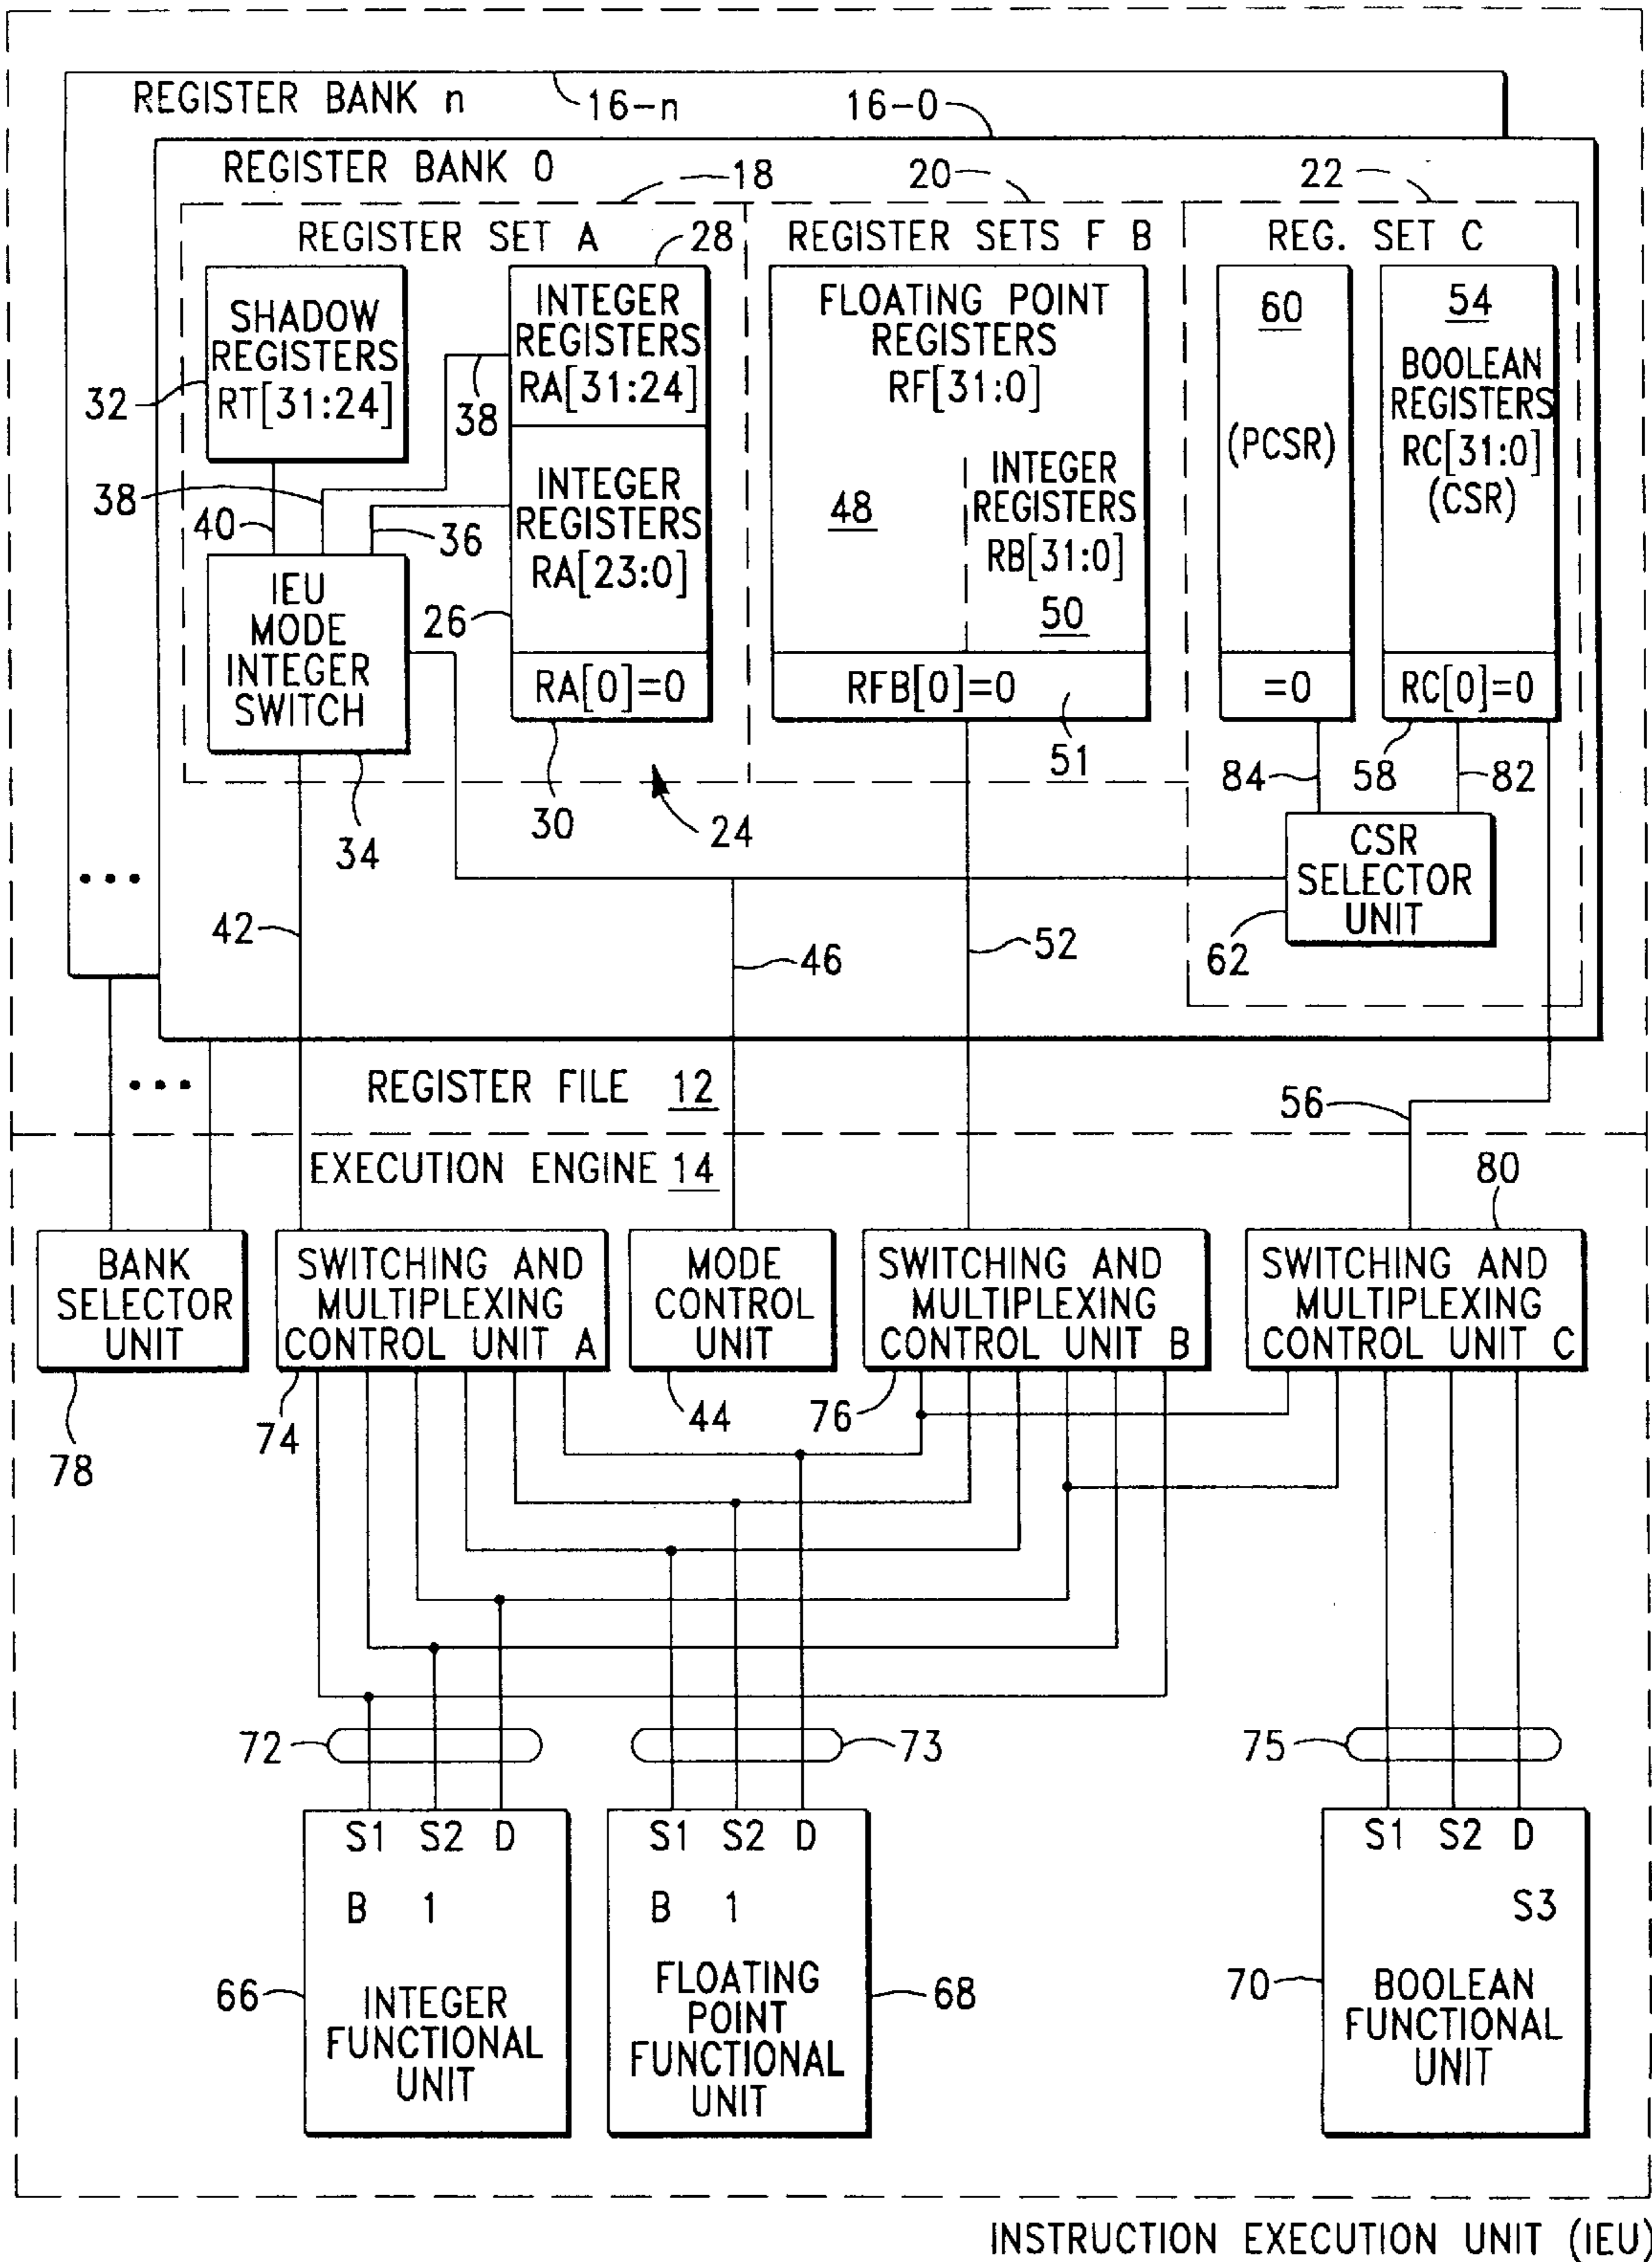 REGISTER BANK n
16-n
16-0
REGISTER BANK 0
18
20
22
REGISTER SET A
28
REGISTER SETS F B
REG. SET C
SHADOW
REGISTERS
RT[31:24]
32
INTEGER
REGISTERS
RA[31:24]
38
FLOATING POINT
REGISTERS
RF[31:0]
60
(PCSR)
54
BOOLEAN
REGISTERS
RC[31:0]
(CSR)
38
40
36
INTEGER
REGISTERS
RA[23:0]
26
48
INTEGER
REGISTERS
RB[31:0]
50
IEU
MODE
INTEGER
SWITCH
RA[0]=0
RFB[0]=0
=0
RC[0]=0
34
30
24
51
84
58
82
CSR
SELECTOR
UNIT
62
...
42
46
52
...
REGISTER FILE 12
56
EXECUTION ENGINE 14
80
BANK
SELECTOR
UNIT
78
SWITCHING AND
MULTIPLEXING
CONTROL UNIT A
74
MODE
CONTROL
UNIT
44
SWITCHING AND
MULTIPLEXING
CONTROL UNIT B
76
SWITCHING AND
MULTIPLEXING
CONTROL UNIT C
72
73
75
S1 S2 D
B 1
INTEGER
FUNCTIONAL
UNIT
66
S1 S2 D
B 1
FLOATING
POINT
FUNCTIONAL
UNIT
68
S1 S2 D
S3
BOOLEAN
FUNCTIONAL
UNIT
70
INSTRUCTION EXECUTION UNIT (IEU)